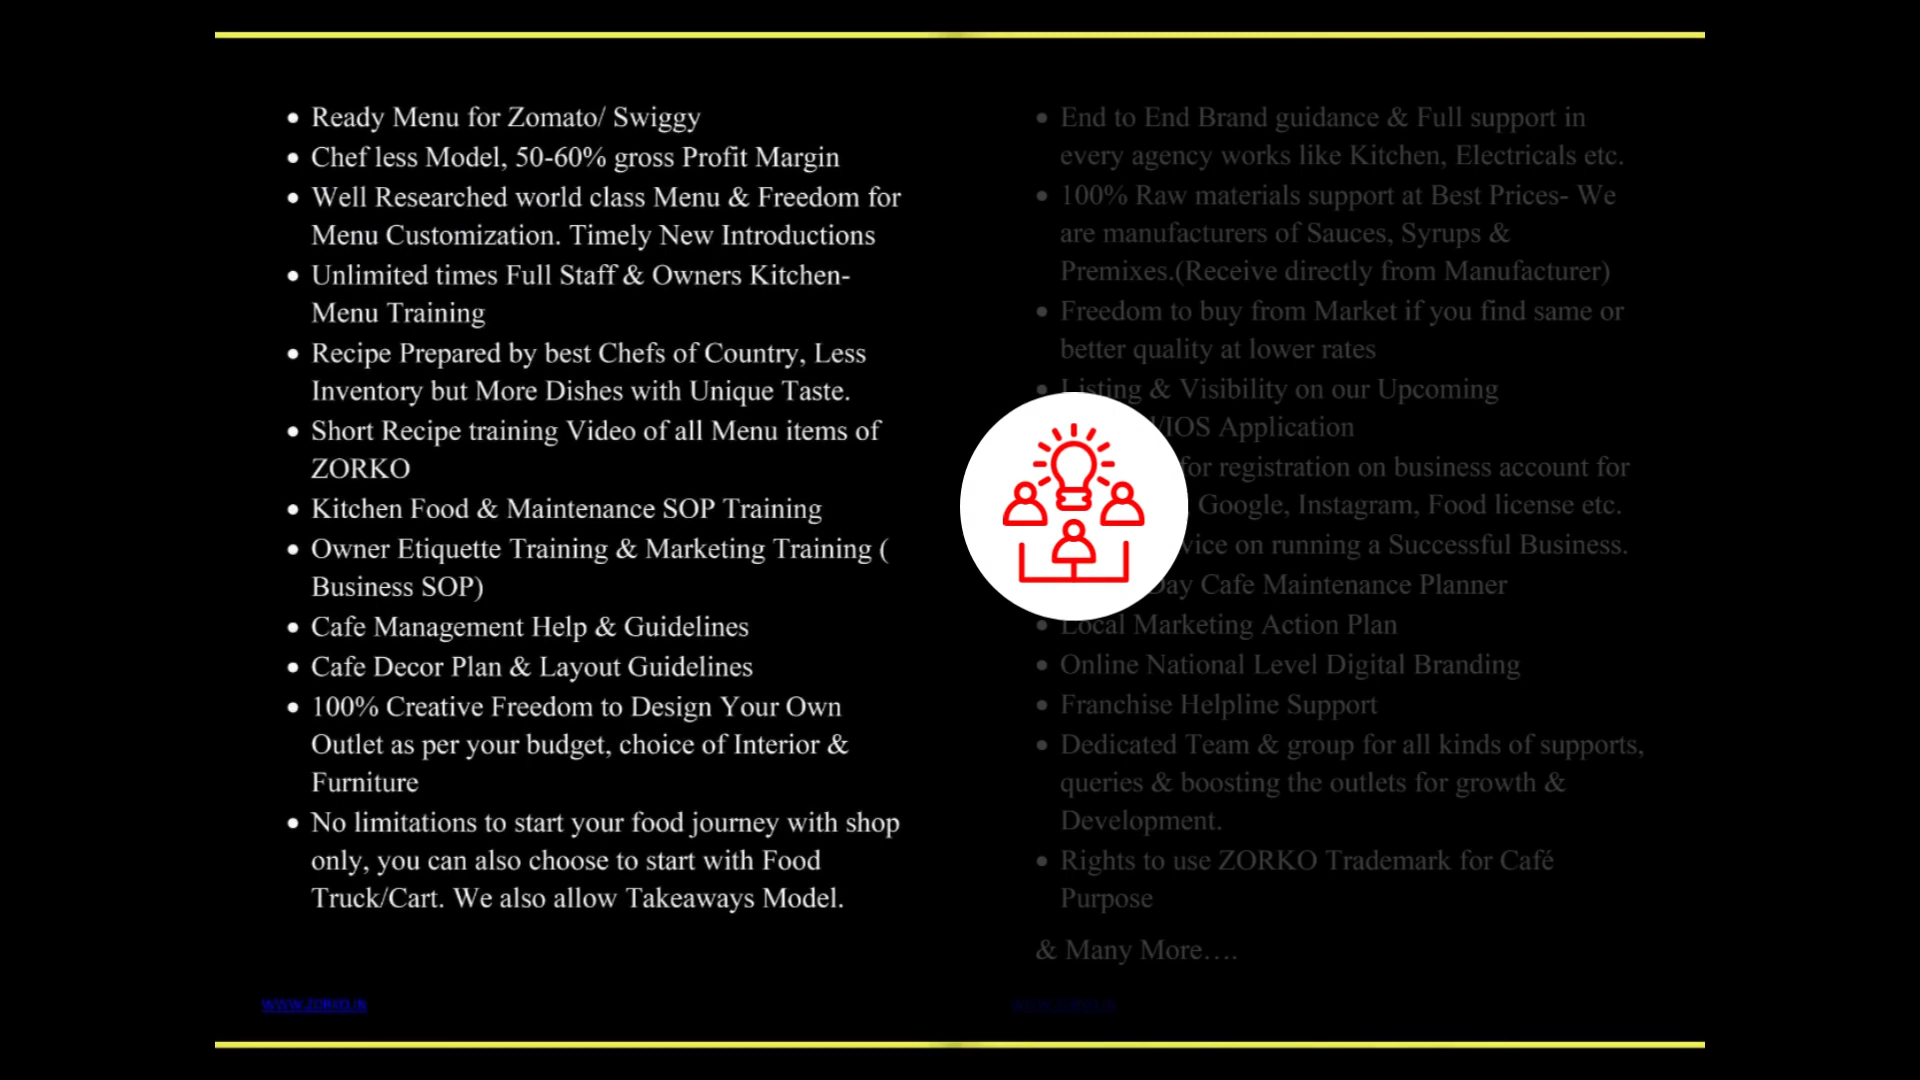 • Ready Menu for Zomato/ Swiggy
• Chef less Model, 50-60% gross Profit Margin
• Well Researched world class Menu & Freedom for
Menu Customization. Timely New Introductions
• Unlimited times Full Staff & Owners Kitchen-
Menu Training
• Recipe Prepared by best Chefs of Country, Less
Inventory but More Dishes with Unique Taste.
• Short Recipe training Video of all Menu items of
ZORKO
• Kitchen Food & Maintenance SOP Training
• Owner Etiquette Training & Marketing Training (
Business SOP)
• Cafe Management Help & Guidelines
• Cafe Decor Plan & Layout Guidelines
• 100% Creative Freedom to Design Your Own
Outlet as per your budget, choice of Interior &
Furniture
• No limitations to start your food journey with shop
only, you can also choose to start with Food
Truck/Cart. We also allow Takeaways Model.
WWW.ZORKO.IN
• End to End Brand guidance & Full support in
every agency works like Kitchen, Electricals etc.
• 100% Raw materials support at Best Prices- We
are manufacturers of Sauces, Syrups &
Premixes.(Receive directly from Manufacturer)
• Freedom to buy from Market if you find same or
better quality at lower rates
• Listing & Visibility on our Upcoming
/IOS Application
for registration on business account for
Google, Instagram, Food license etc.
on running a Successful Business.
Day Cafe Maintenance Planner
• Local Marketing Action Plan
• Online National Level Digital Branding
• Franchise Helpline Support
• Dedicated Team & group for all kinds of supports,
queries & boosting the outlets for growth &
Development.
• Rights to use ZORKO Trademark for Café
Purpose
& Many More….
WWW.ZORKO.IN